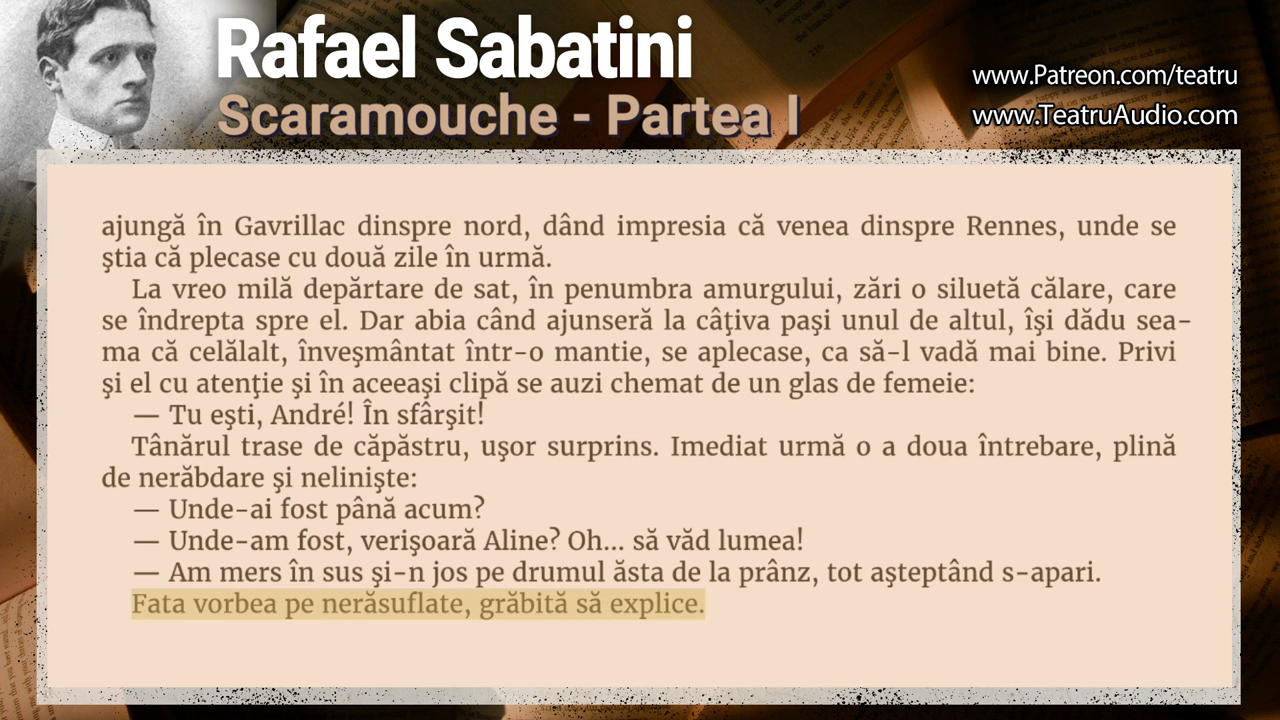 Rafael Sabatini
Scaramouche - Partea I
www.Patreon.com/teatru
www.TeatruAudio.com
ajungă în Gavrillac dinspre nord, dând impresia că venea dinspre Rennes, unde se
ştia că plecase cu două zile în urmă.
La vreo milă depărtare de sat, în penumbra amurgului, zări o siluetă călare, care
se îndrepta spre el. Dar abia când ajunseră la câţiva paşi unul de altul, îşi dădu sea-
ma că celălalt, înveşmântat într-o mantie, se aplecase, ca să-l vadă mai bine. Privi
şi el cu atenţie şi în aceeaşi clipă se auzi chemat de un glas de femeie:
— Tu eşti, André! În sfârşit!
Tânărul trase de căpăstru, uşor surprins. Imediat urmă o a doua întrebare, plină
de nerăbdare şi nelinişte:
— Unde-ai fost până acum?
— Unde-am fost, verişoară Aline? Oh... să văd lumea!
— Am mers în sus şi-n jos pe drumul ăsta de la prânz, tot aşteptând s-apari.
Fata vorbea pe nerăsuflate, grăbită să explice.